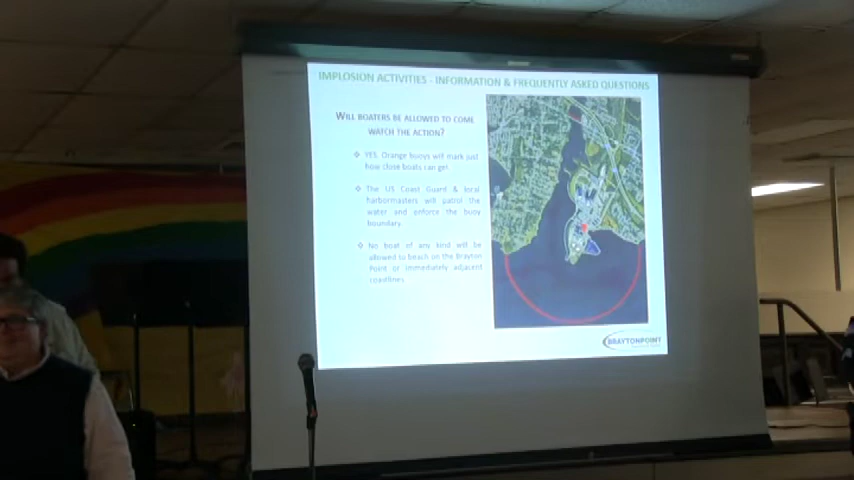 IMPLOSION ACTIVITIES - INFORMATION & FREQUENTLY ASKED QUESTIONS
WILL BOATERS BE ALLOWED TO COME
WATCH THE ACTION?
YES. Orange buoys will mark just
how close boats can get.
The US Coast Guard & local
harbormasters will patrol the
water and enforce the buoy
boundary.
No boat of any kind will be
allowed to beach on the Brayton
Point or immediately adjacent
coastlines.
BRAYTONPOINT